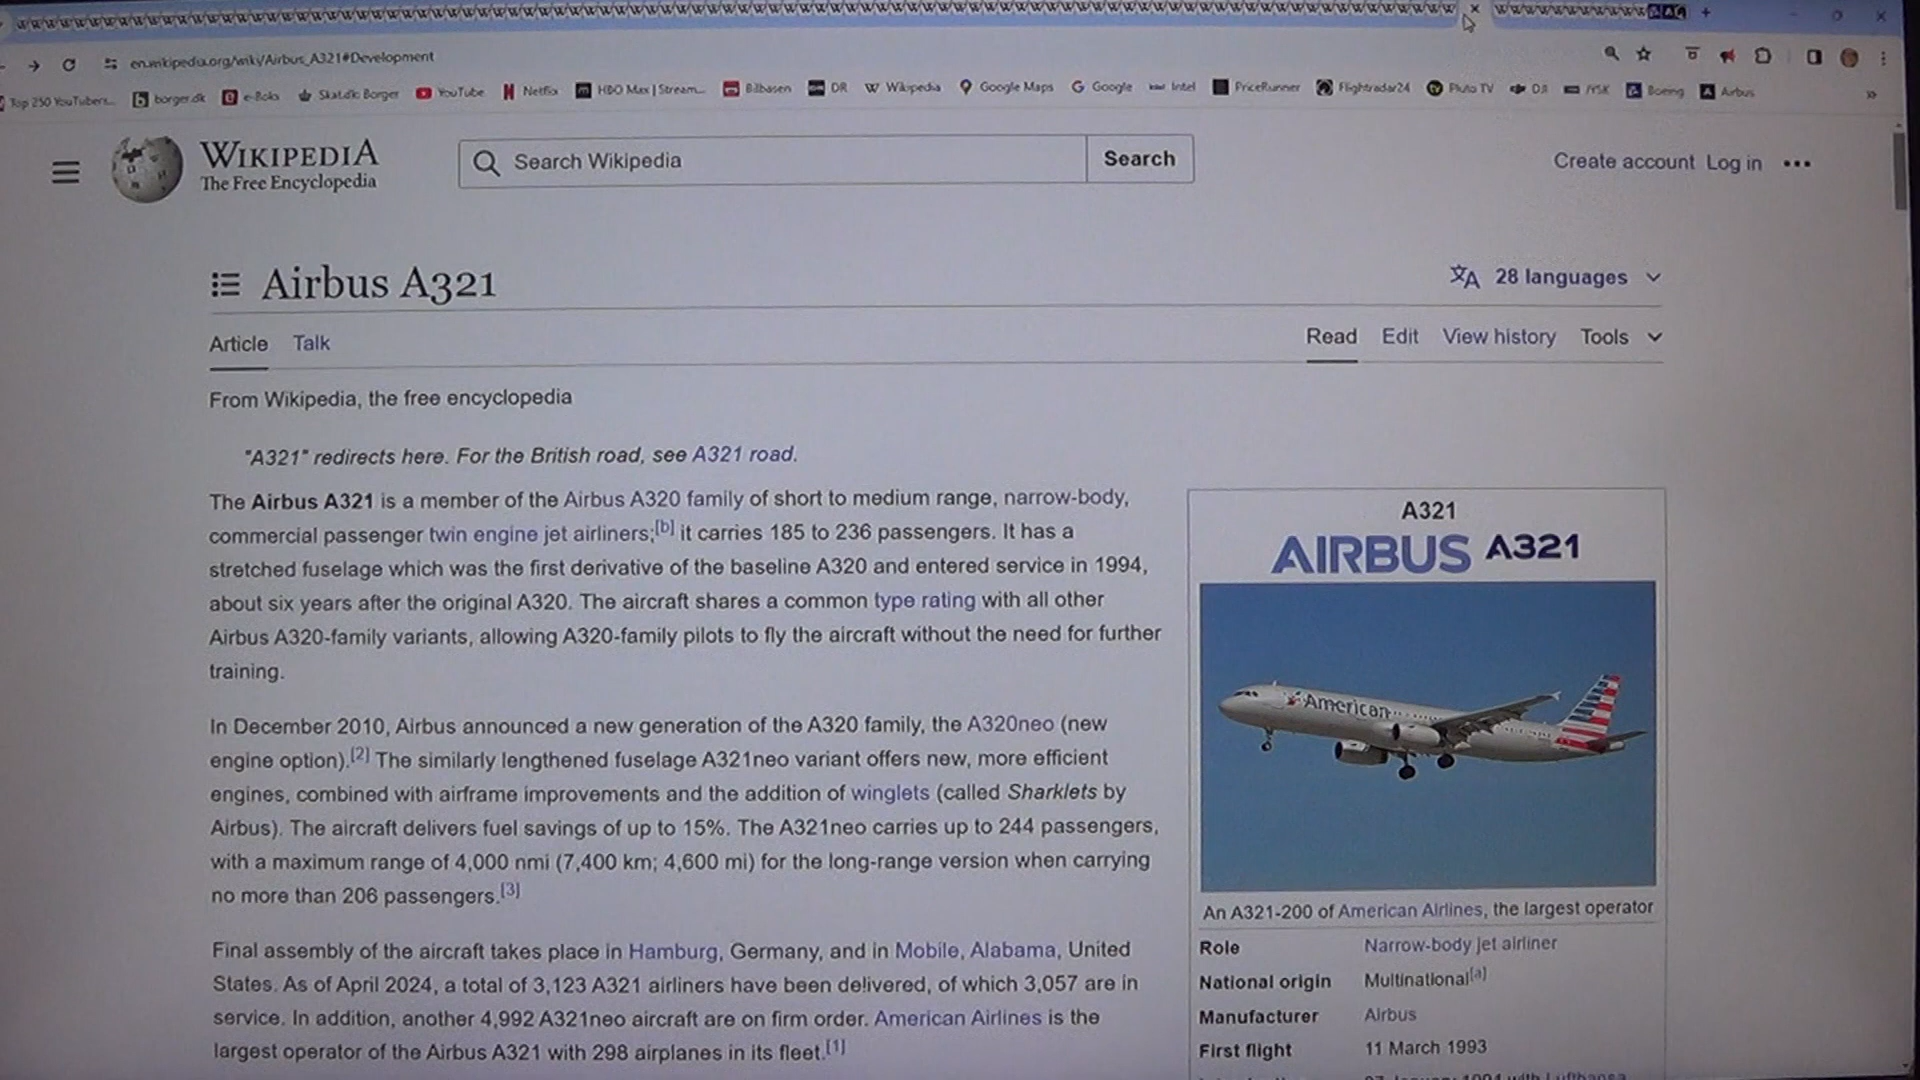 en.wikipedia.org/wiki/Airbus_A321#Development
Top 250 YouTubers... borger.dk e-Boks Skat.dk: Borger YouTube Netflix HBO Max | Stream... Bilbasen DR Wikipedia Google Maps Google Intel PriceRunner Flightradar24 Pluto TV DJI JYSK Boeing Airbus
WIKIPEDIA
The Free Encyclopedia
Search Wikipedia
Search
Create account Log in
Airbus A321
28 languages
Article Talk
Read Edit View history Tools
From Wikipedia, the free encyclopedia
"A321" redirects here. For the British road, see A321 road.
The Airbus A321 is a member of the Airbus A320 family of short to medium range, narrow-body,
commercial passenger twin engine jet airliners;[b] it carries 185 to 236 passengers. It has a
stretched fuselage which was the first derivative of the baseline A320 and entered service in 1994,
about six years after the original A320. The aircraft shares a common type rating with all other
Airbus A320-family variants, allowing A320-family pilots to fly the aircraft without the need for further
training.
In December 2010, Airbus announced a new generation of the A320 family, the A320neo (new
engine option).[2] The similarly lengthened fuselage A321neo variant offers new, more efficient
engines, combined with airframe improvements and the addition of winglets (called Sharklets by
Airbus). The aircraft delivers fuel savings of up to 15%. The A321neo carries up to 244 passengers,
with a maximum range of 4,000 nmi (7,400 km; 4,600 mi) for the long-range version when carrying
no more than 206 passengers.[3]
Final assembly of the aircraft takes place in Hamburg, Germany, and in Mobile, Alabama, United
States. As of April 2024, a total of 3,123 A321 airliners have been delivered, of which 3,057 are in
service. In addition, another 4,992 A321neo aircraft are on firm order. American Airlines is the
largest operator of the Airbus A321 with 298 airplanes in its fleet.[1]
A321
AIRBUS A321
American
An A321-200 of American Airlines, the largest operator
Role Narrow-body jet airliner
National origin Multinational[a]
Manufacturer Airbus
First flight 11 March 1993